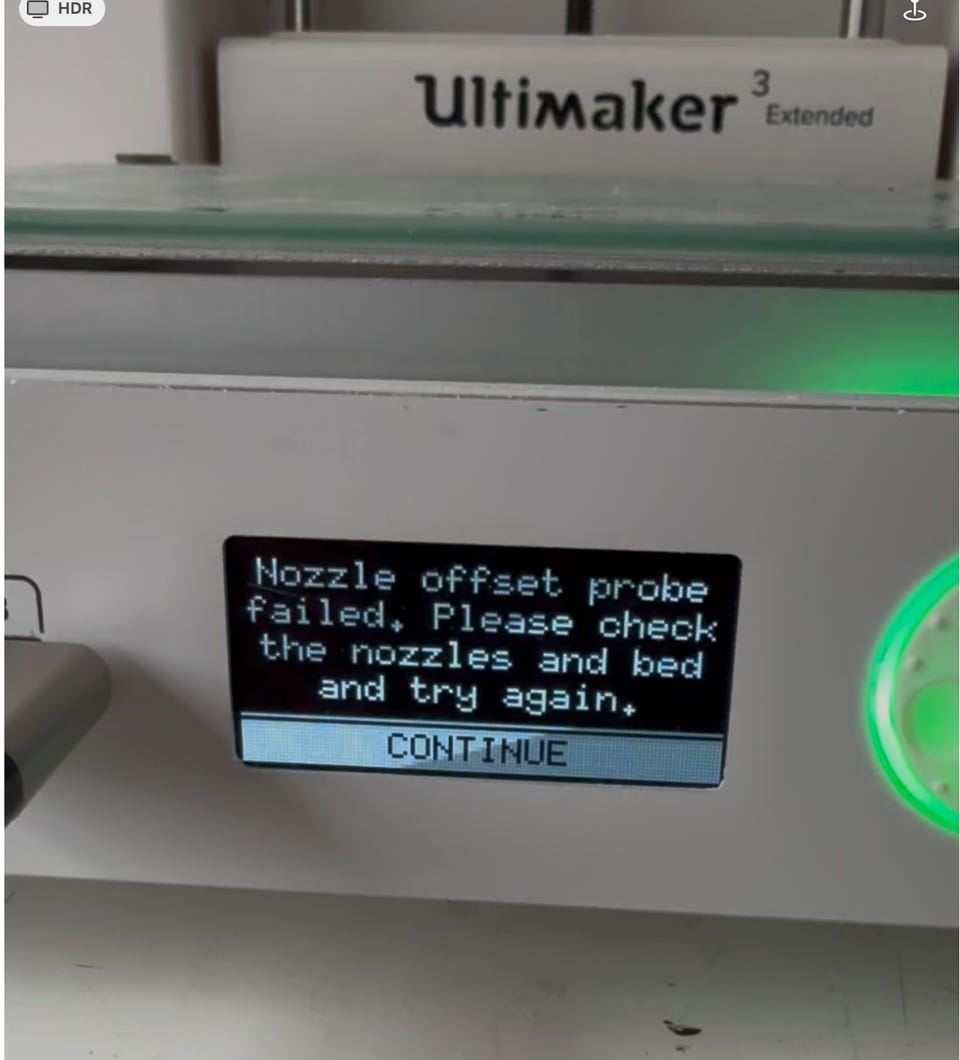 HDR
Ultimaker 3
Extended
Nozzle offset probe
failed. Please check
the nozzles and bed
and try again.
CONTINUE